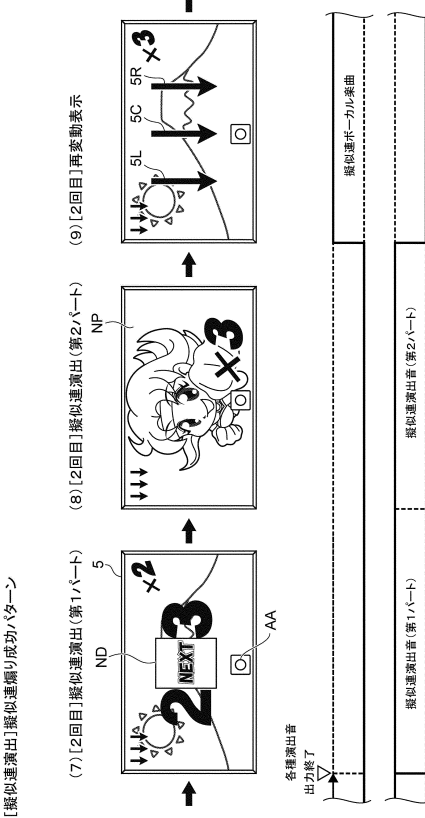 [擬似連演出]擬似連煽り成功パターン
(7)[2回目]擬似連演出(第1パート)
ND
5
×2
2
NEXT
3
AA
(8)[2回目]擬似連演出(第2パート)
NP
×3
(9)[2回目]再変動表示
5L
5C
5R
×3
各種演出音
出力終了
擬似連ボーカル楽曲
擬似連演出音(第1パート)
擬似連演出音(第2パート)